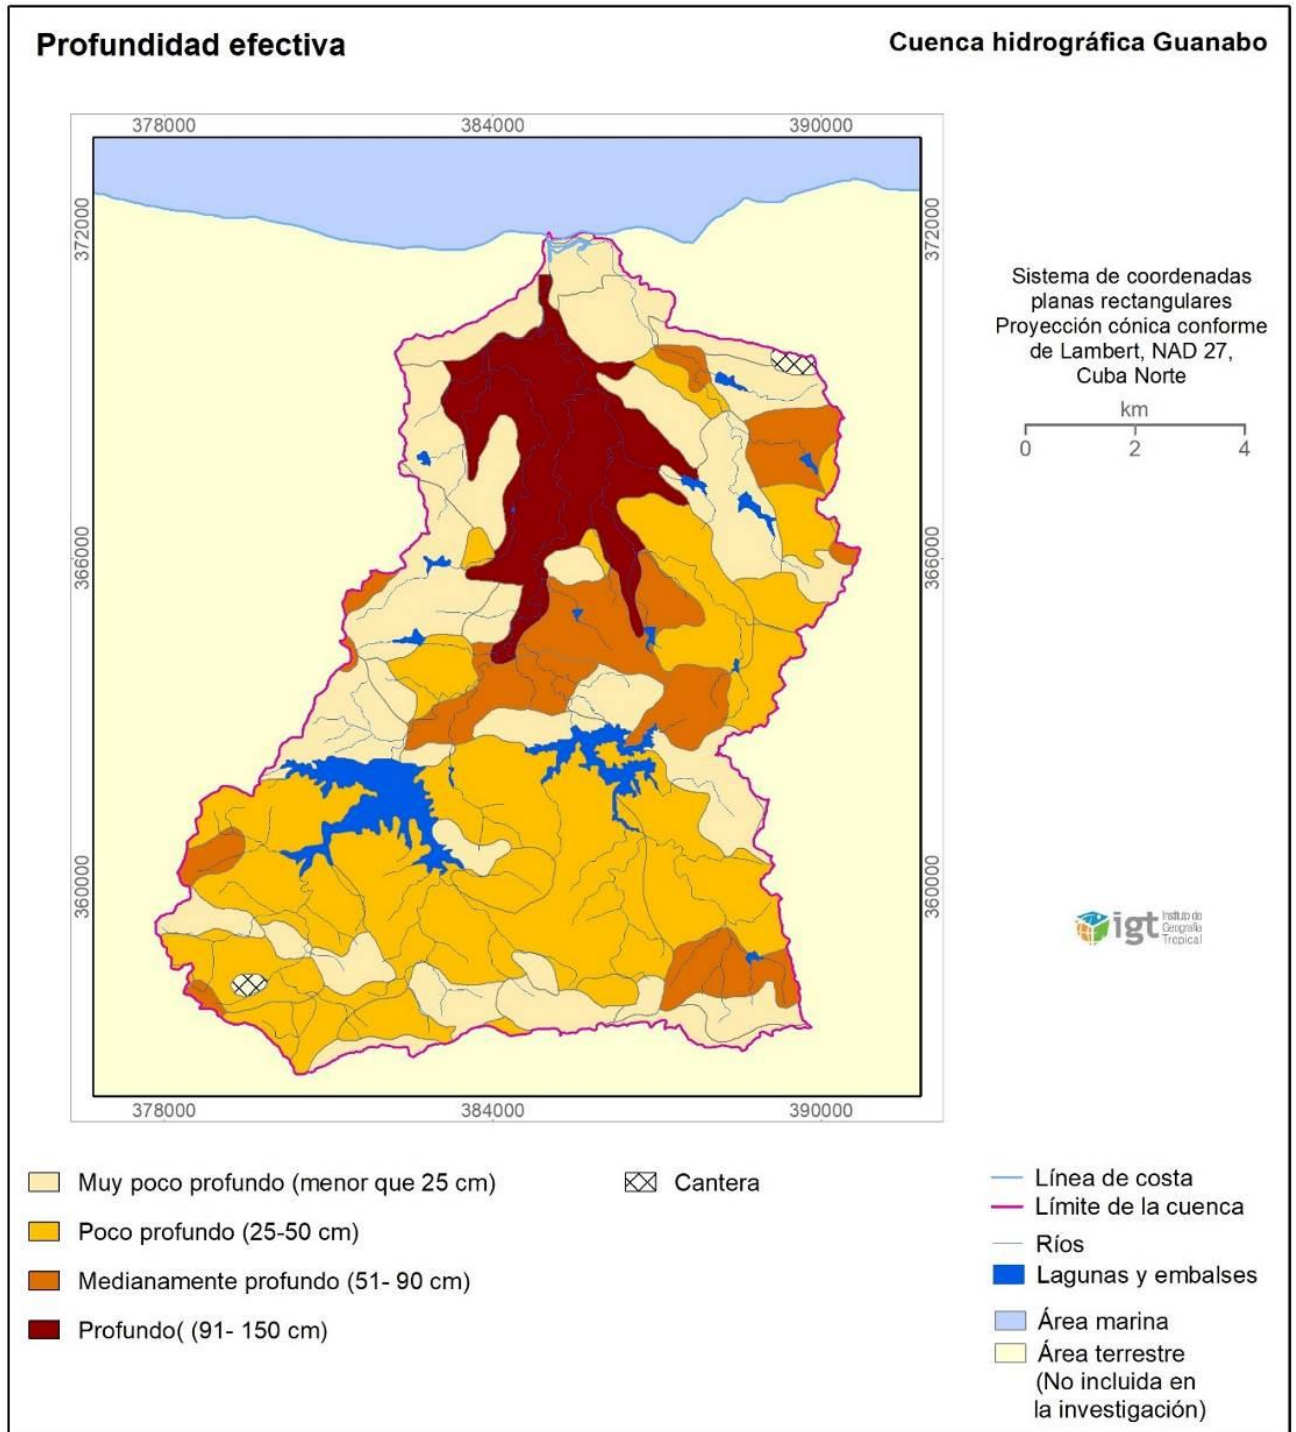 Profundidad efectiva
Cuenca hidrográfica Guanabo
378000
384000
390000
372000
372000
Sistema de coordenadas
planas rectangulares
Proyección cónica conforme
de Lambert, NAD 27,
Cuba Norte
km
0
2
4
366000
366000
360000
360000
igt
Instituto de
Geografía
Tropical
378000
384000
390000
Muy poco profundo (menor que 25 cm)
Poco profundo (25-50 cm)
Medianamente profundo (51- 90 cm)
Profundo( (91- 150 cm)
Cantera
Línea de costa
Límite de la cuenca
Ríos
Lagunas y embalses
Área marina
Área terrestre
(No incluida en
la investigación)